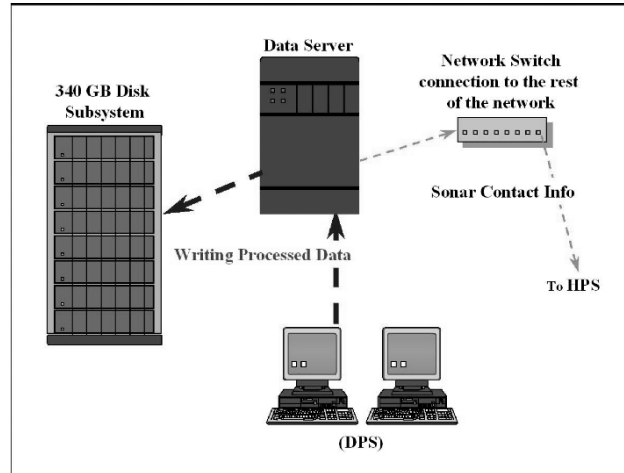 Data Server
340 GB Disk
Subsystem
Network Switch
connection to the rest
of the network
Sonar Contact Info
Writing Processed Data
To HPS
(DPS)